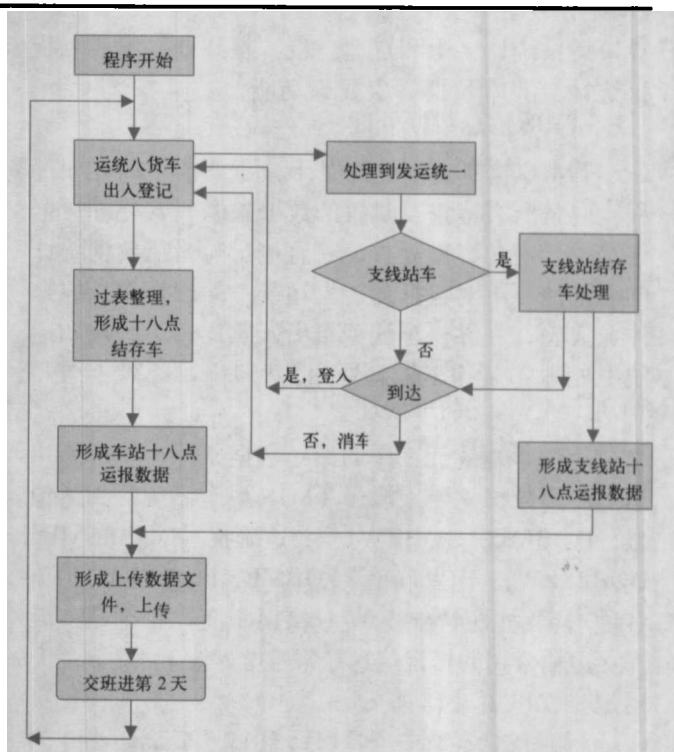 程序开始
运统八货车
出入登记
处理到发运统一
支线站车
是
支线站结存
车处理
过表整理，
形成十八点
结存车
否
到达
是，登入
否，消车
形成车站十八点
运报数据
形成支线站十
八点运报数据
形成上传数据文
件，上传
交班进第 2 天